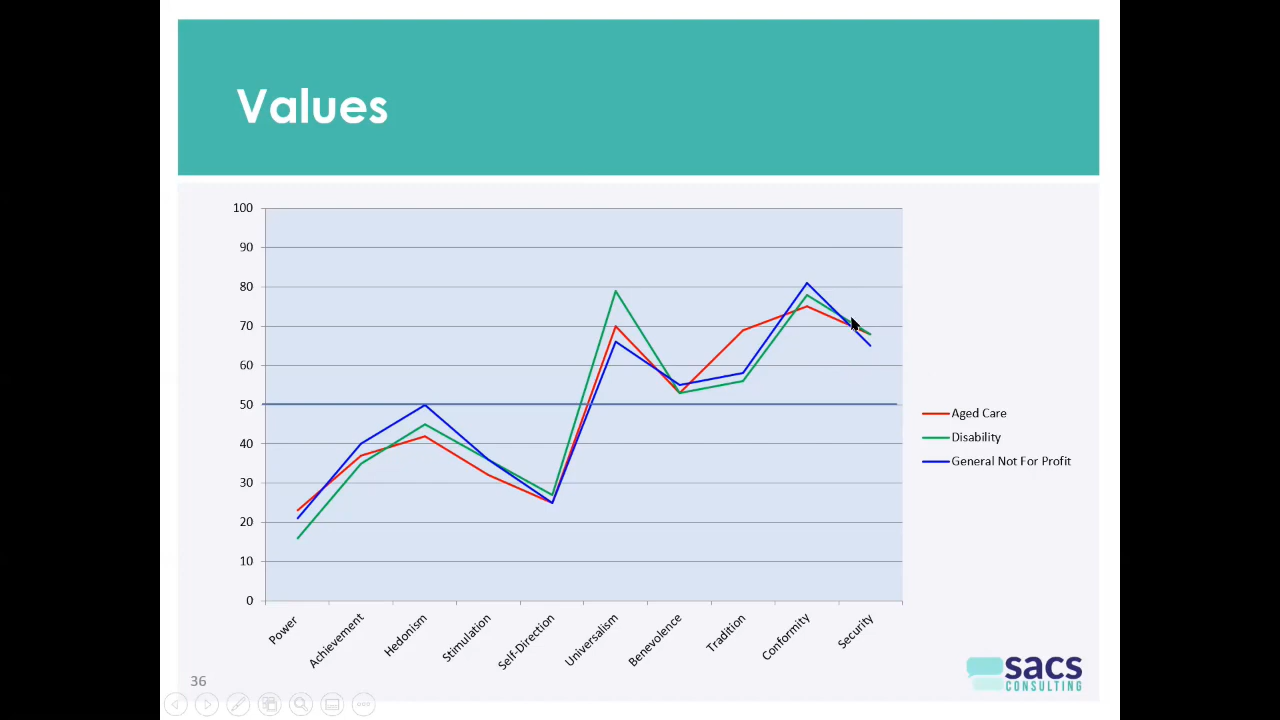 Values
100
90
80
70
60
50
40
30
20
10
0
Power
Achievement
Hedonism
Stimulation
Self-Direction
Universalism
Benevolence
Tradition
Conformity
Security
Aged Care
Disability
General Not For Profit
36
sacs
CONSULTING